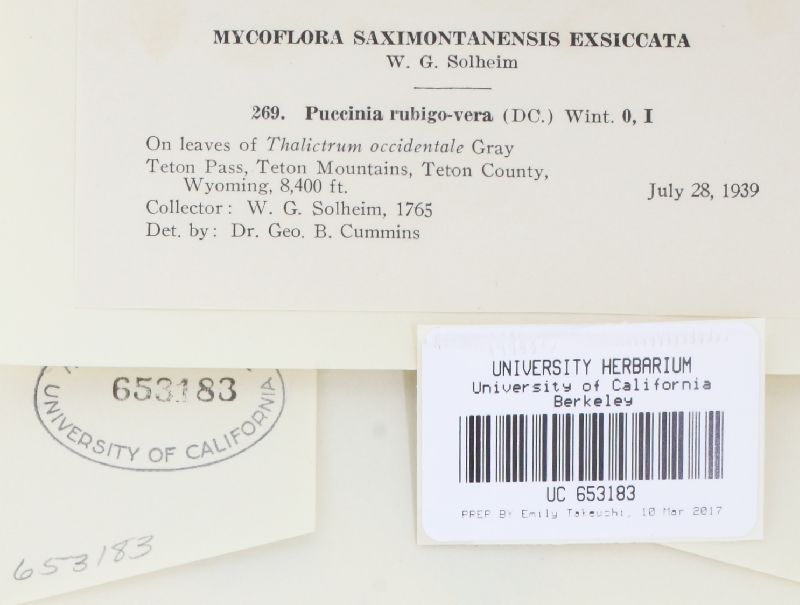 MYCOFLORA SAXIMONTANENSIS EXSICCATA
W. G. Solheim
269. Puccinia rubigo-vera (DC.) Wint. 0, I
On leaves of Thalictrum occidentale Gray
Teton Pass, Teton Mountains, Teton County,
Wyoming, 8,400 ft.
July 28, 1939
Collector: W. G. Solheim, 1765
Det. by: Dr. Geo. B. Cummins
653183
UNIVERSITY OF CALIFORNIA
653183
UNIVERSITY HERBARIUM
University of California
Berkeley
UC 653183
PREP BY Emily Takeuchi, 10 Mar 2017